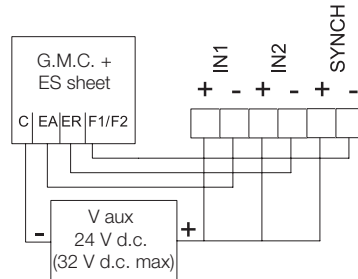 G.M.C. +
ES sheet
C EA ER F1/F2
IN1 IN2 SYNCH
+ - + - + -
- V aux +
24 V d.c.
(32 V d.c. max)